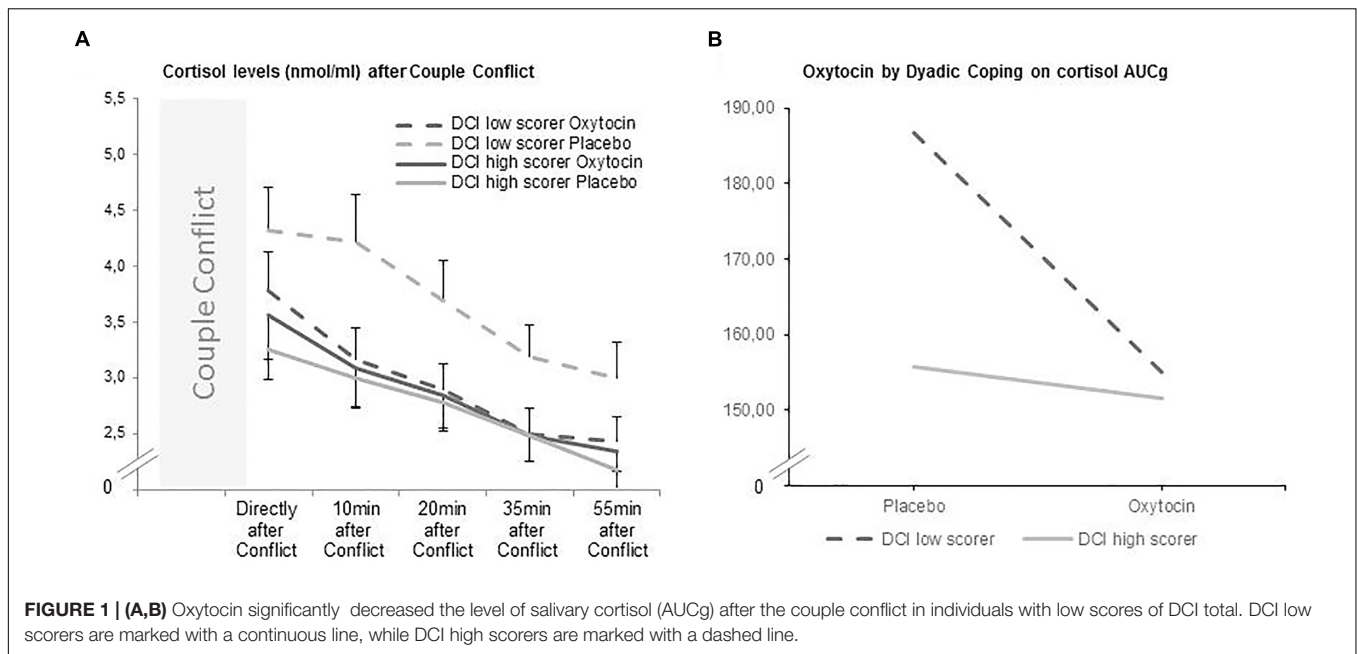 A
Cortisol levels (nmol/ml) after Couple Conflict
5,5
5,0
4,5
4,0
3,5
3,0
2,5
0
Couple Conflict
DCI low scorer Oxytocin
DCI low scorer Placebo
DCI high scorer Oxytocin
DCI high scorer Placebo
Directly after Conflict
10min after Conflict
20min after Conflict
35min after Conflict
55min after Conflict
B
Oxytocin by Dyadic Coping on cortisol AUCg
190,00
180,00
170,00
160,00
150,00
0
Placebo
Oxytocin
DCI low scorer
DCI high scorer
FIGURE 1 | (A,B) Oxytocin significantly decreased the level of salivary cortisol (AUCg) after the couple conflict in individuals with low scores of DCI total. DCI low
scorers are marked with a continuous line, while DCI high scorers are marked with a dashed line.